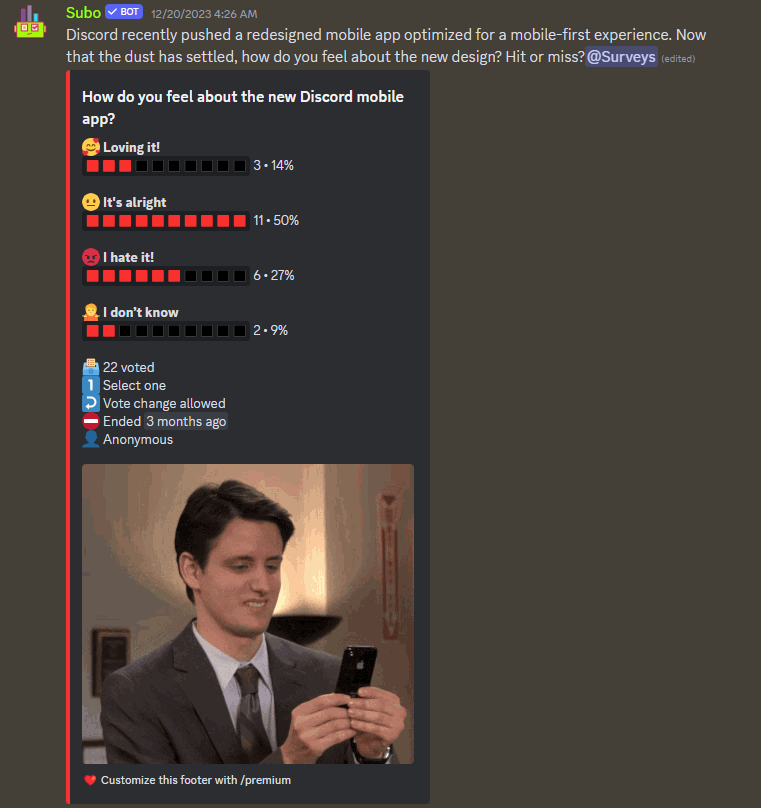 Subo ✓ BOT 12/20/2023 4:26 AM
Discord recently pushed a redesigned mobile app optimized for a mobile-first experience. Now
that the dust has settled, how do you feel about the new design? Hit or miss?@Surveys (edited)
How do you feel about the new Discord mobile
app?
🥰 Loving it!
3 • 14%
😐 It's alright
11 • 50%
😡 I hate it!
6 • 27%
🤷 I don't know
2 • 9%
22 voted
1 Select one
Vote change allowed
Ended 3 months ago
Anonymous
Customize this footer with /premium